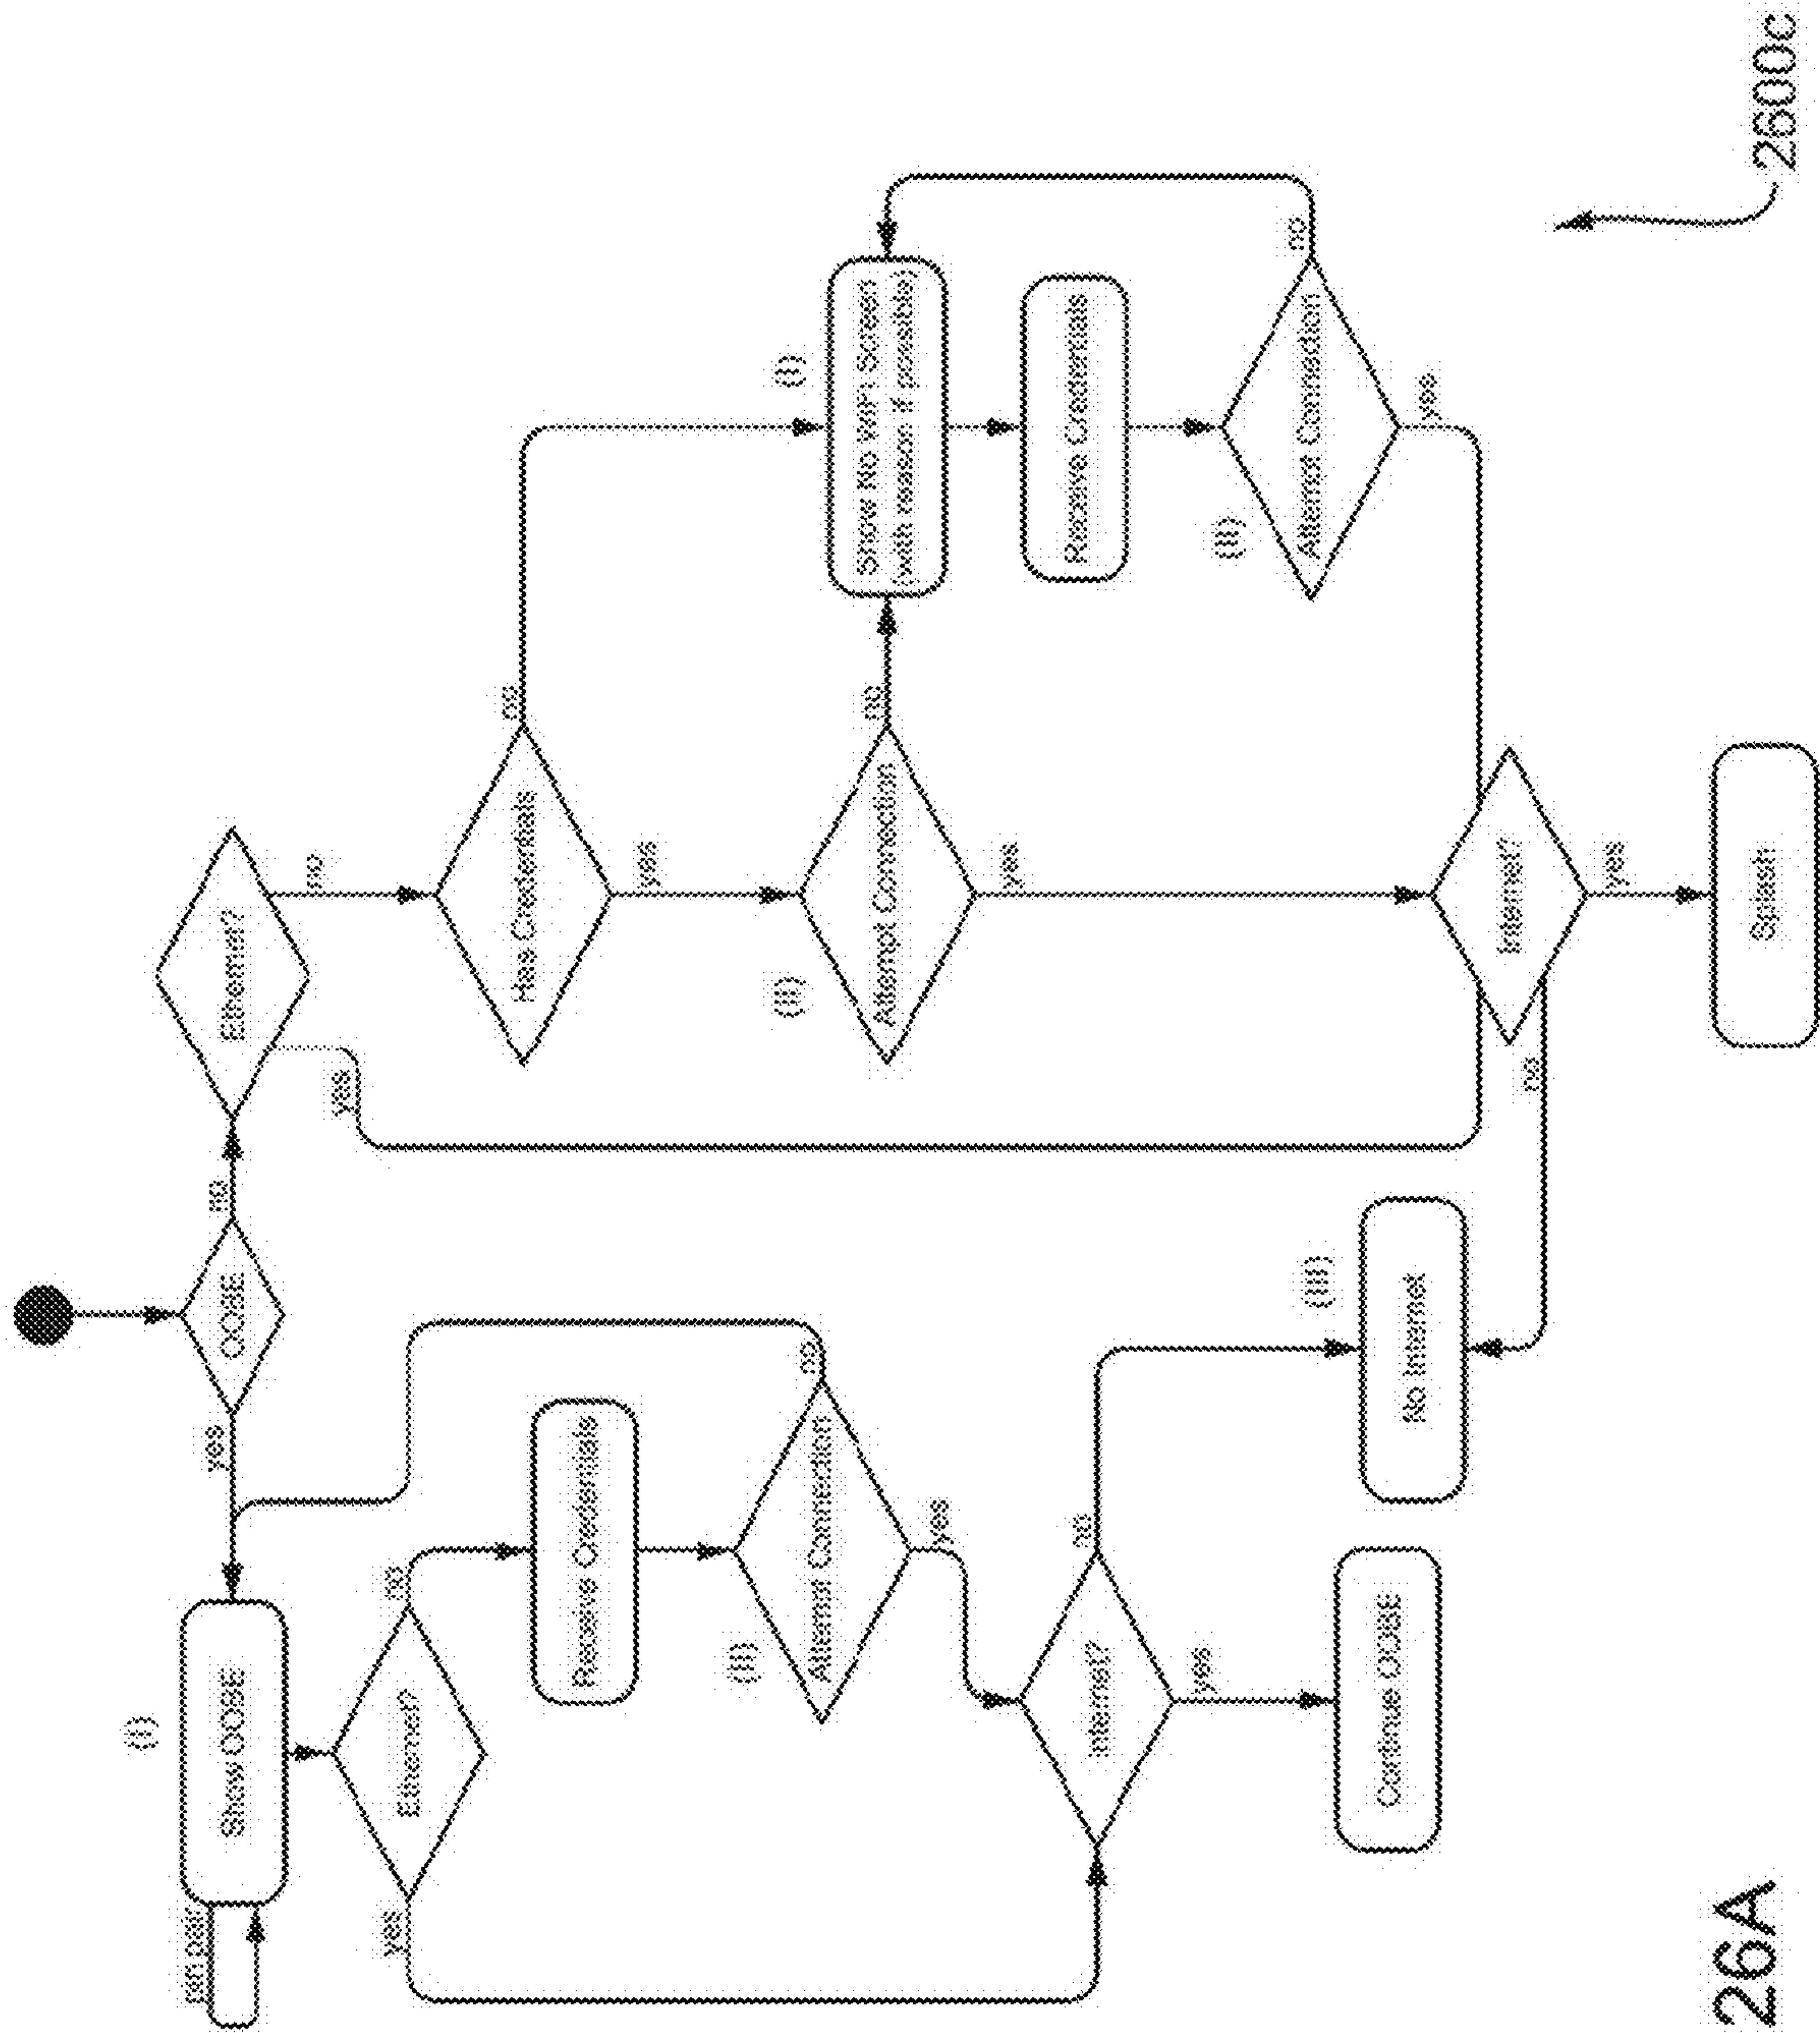 (I)
yes
no
Show OOBE
OOBE
Ethernet?
no
yes
yes
no
Ethernet?
no
Has Credentials
Receive Credentials
yes
(II)
(II)
(I)
no
Attempt Connection
no
Attempt Connection
Show No WiFi Screen
(with reason if possible)
yes
yes
Receive Credentials
no
Internet?
yes
(II)
no
Attempt Connection
(III)
Continue OOBE
No Internet
yes
Internet?
no
yes
Splash
26A
2600c